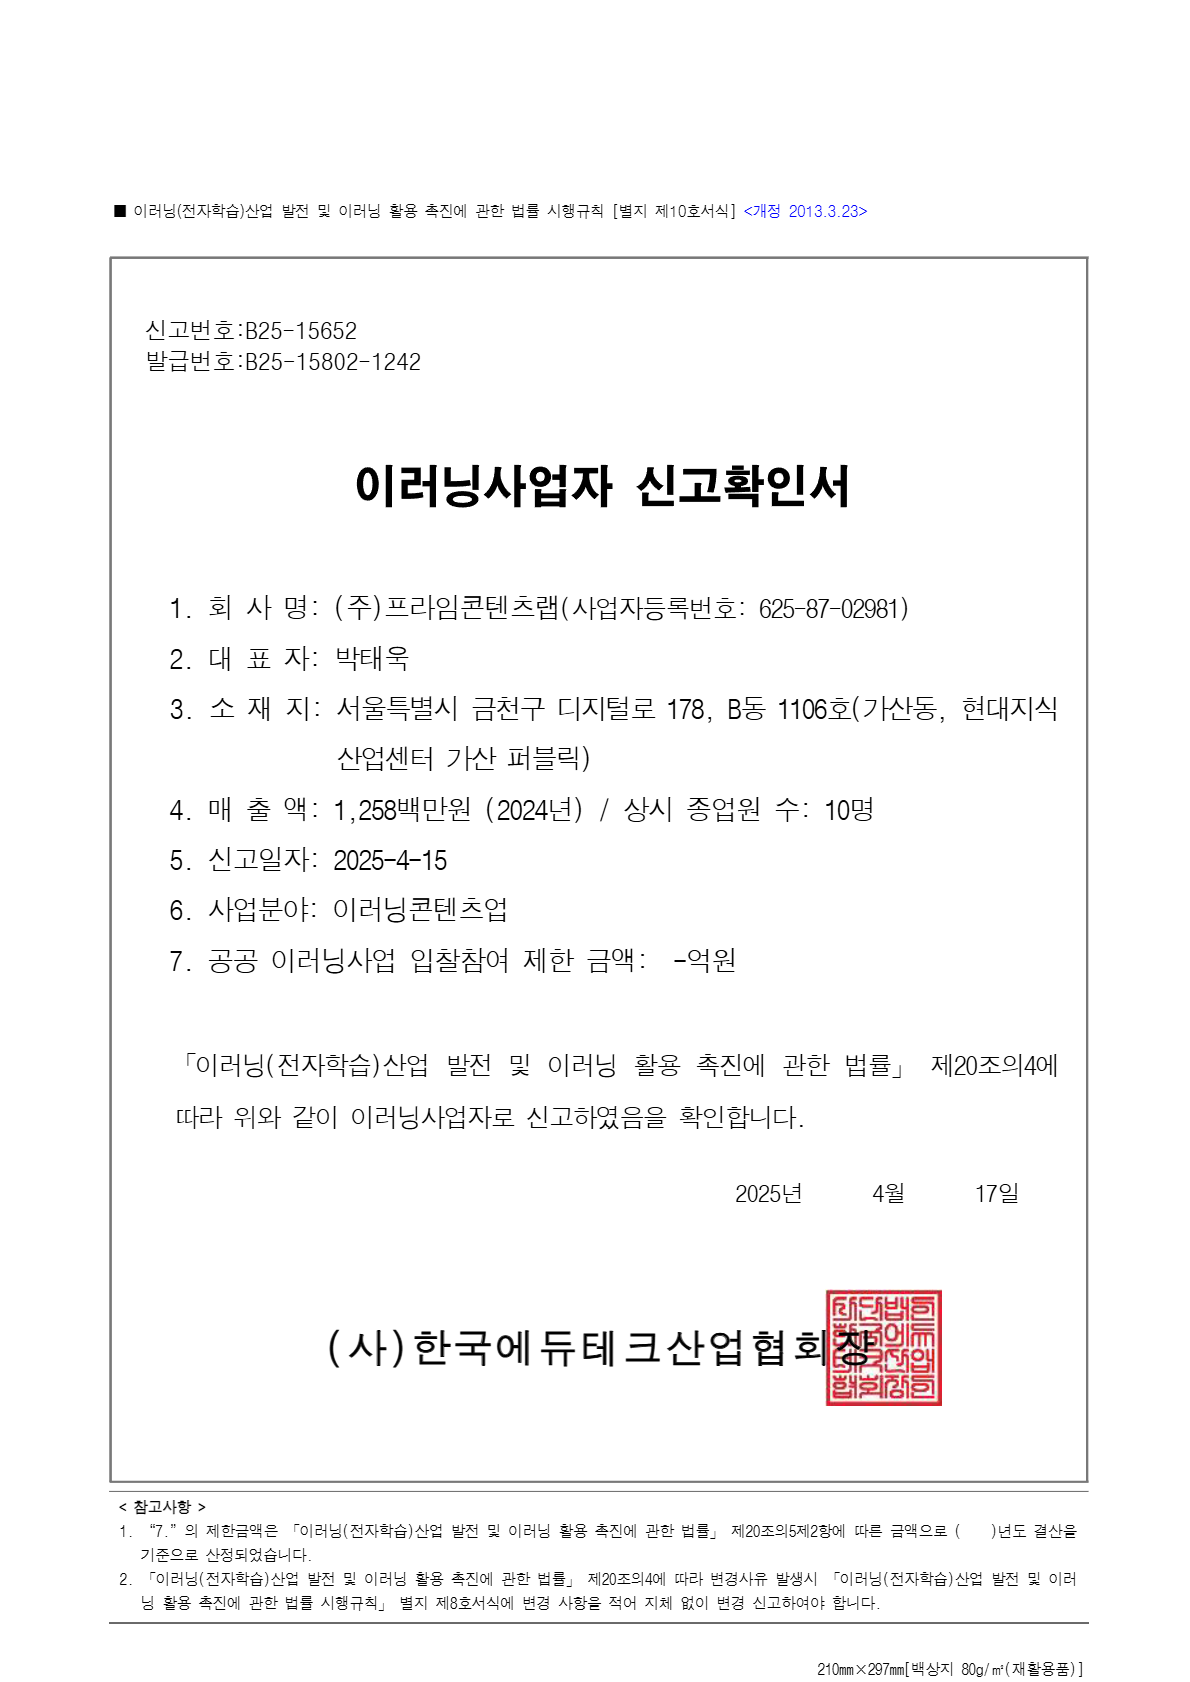 ■ 이러닝(전자학습)산업 발전 및 이러닝 활용 촉진에 관한 법률 시행규칙 [별지 제10호서식] <개정 2013.3.23>
신고번호:B25-15652
발급번호:B25-15802-1242
이러닝사업자 신고확인서
1. 회 사 명: (주)프라임콘텐츠랩(사업자등록번호: 625-87-02981)
2. 대 표 자: 박태욱
3. 소 재 지: 서울특별시 금천구 디지털로 178, B동 1106호(가산동, 현대지식
산업센터 가산 퍼블릭)
4. 매 출 액: 1,258백만원 (2024년) / 상시 종업원 수: 10명
5. 신고일자: 2025-4-15
6. 사업분야: 이러닝콘텐츠업
7. 공공 이러닝사업 입찰참여 제한 금액: -억원
「이러닝(전자학습)산업 발전 및 이러닝 활용 촉진에 관한 법률」 제20조의4에
따라 위와 같이 이러닝사업자로 신고하였음을 확인합니다.
2025년 4월 17일
(사)한국에듀테크산업협회장
< 참고사항 >
1. “7.”의 제한금액은 「이러닝(전자학습)산업 발전 및 이러닝 활용 촉진에 관한 법률」 제20조의5제2항에 따른 금액으로 ( )년도 결산을
기준으로 산정되었습니다.
2. 「이러닝(전자학습)산업 발전 및 이러닝 활용 촉진에 관한 법률」 제20조의4에 따라 변경사유 발생시 「이러닝(전자학습)산업 발전 및 이러
닝 활용 촉진에 관한 법률 시행규칙」 별지 제8호서식에 변경 사항을 적어 지체 없이 변경 신고하여야 합니다.
210㎜×297㎜[백상지 80g/㎡(재활용품)]